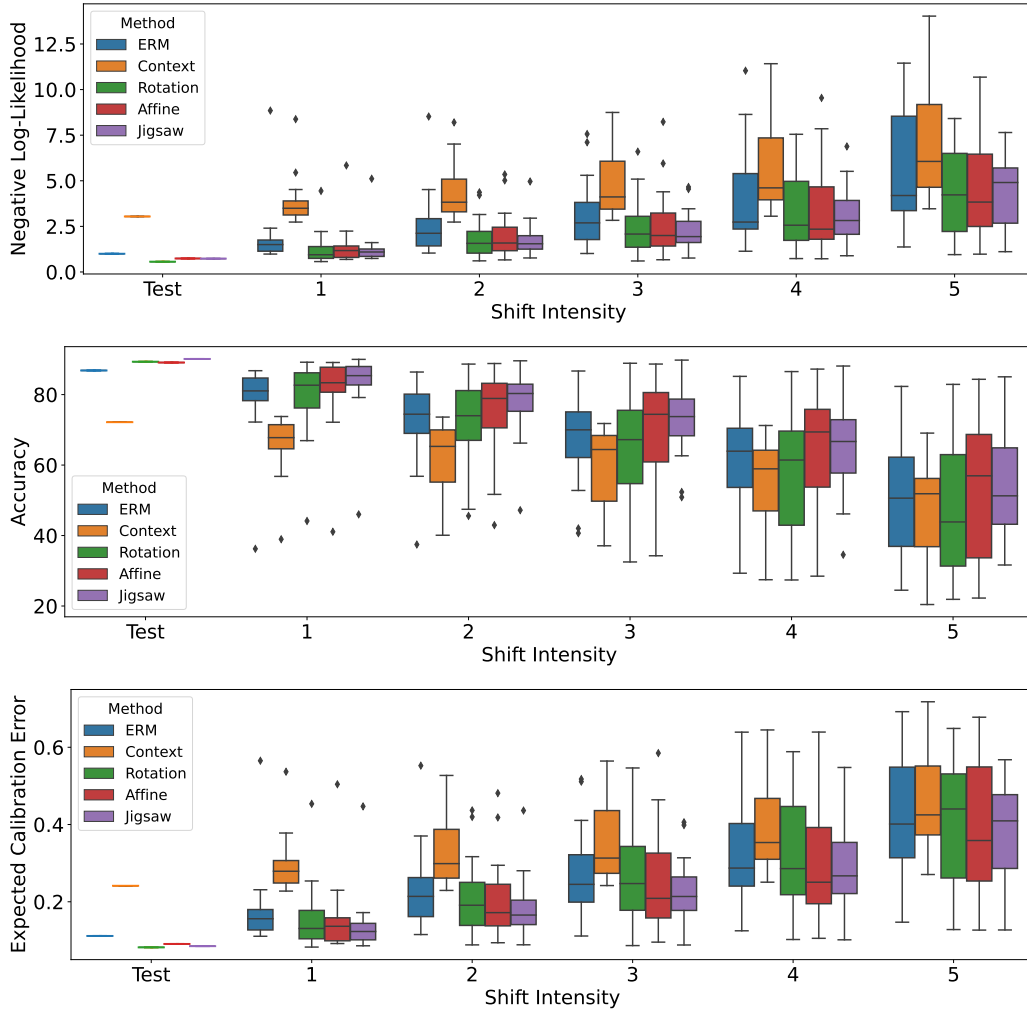 Negative Log-Likelihood
12.5
10.0
7.5
5.0
2.5
0.0
Method
ERM
Context
Rotation
Affine
Jigsaw
Test 1 2 3 4 5
Shift Intensity
Accuracy
80
60
40
20
Method
ERM
Context
Rotation
Affine
Jigsaw
Test 1 2 3 4 5
Shift Intensity
Expected Calibration Error
0.6
0.4
0.2
Method
ERM
Context
Rotation
Affine
Jigsaw
Test 1 2 3 4 5
Shift Intensity